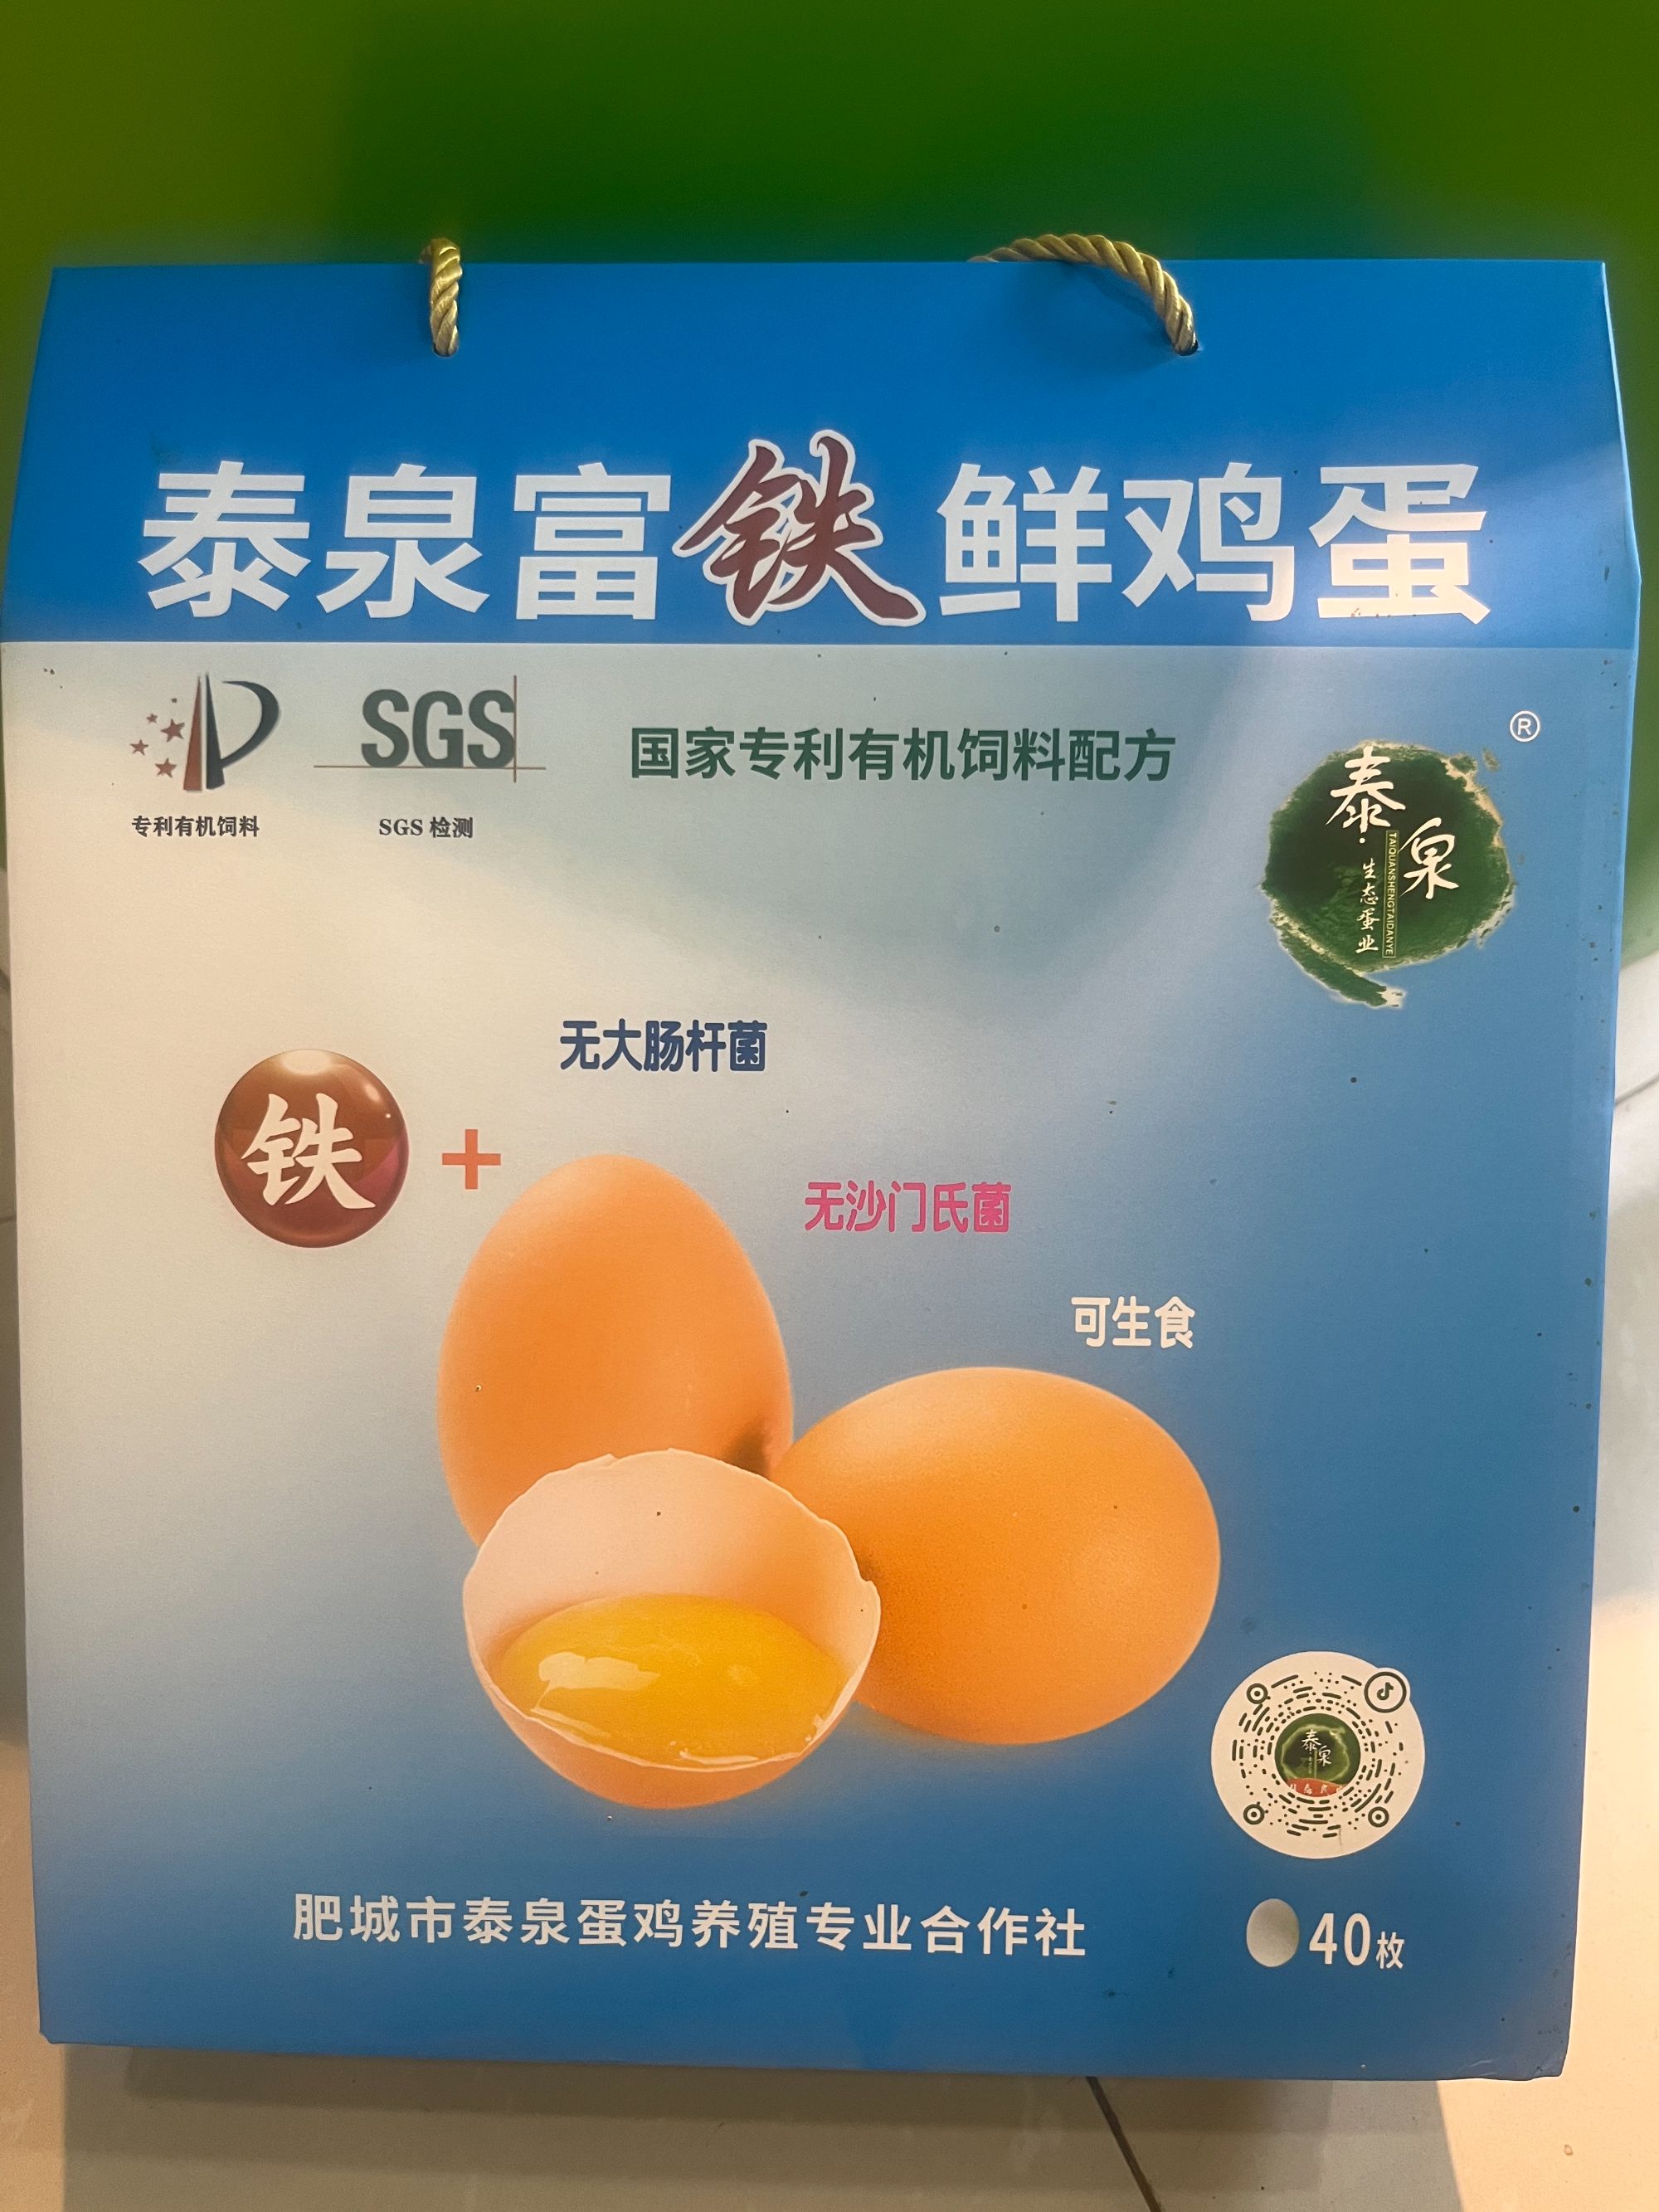 泰泉富铁鲜鸡蛋
SGS
国家专利有机饲料配方
®
专利有机饲料
SGS 检测
泰泉
生态蛋业
TAIQUANSHENGTAIDANYE
无大肠杆菌
铁
+
无沙门氏菌
可生食
泰泉
肥城市泰泉蛋鸡养殖专业合作社
40枚